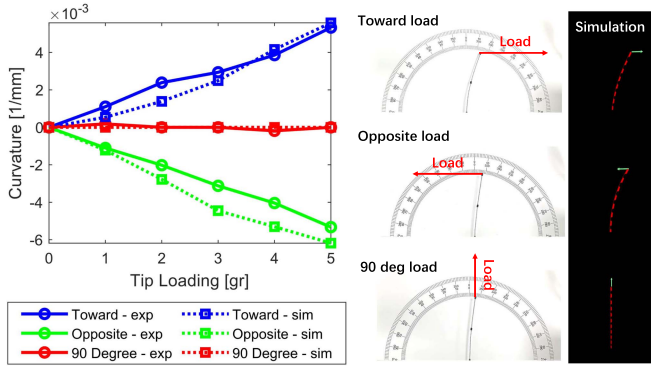 ×10⁻³
4
2
0
-2
-4
-6
Curvature [1/mm]
0 1 2 3 4 5
Tip Loading [gr]
Toward - exp Toward - sim
Opposite - exp Opposite - sim
90 Degree - exp 90 Degree - sim
Toward load
Load
Opposite load
Load
90 deg load
Load
Simulation